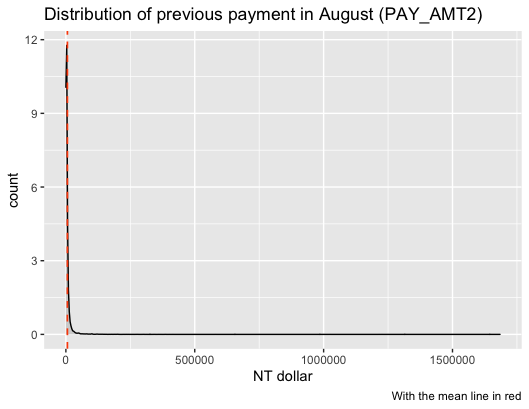 Distribution of previous payment in August (PAY_AMT2)
12
9
6
3
0
count
0 500000 1000000 1500000
NT dollar
With the mean line in red